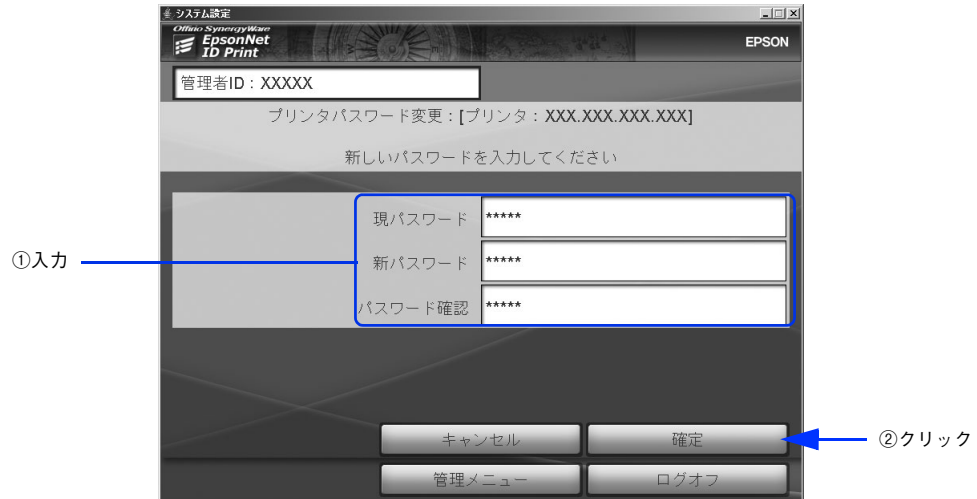 システム設定
Offirio SynergyWare
EpsonNet
ID Print
EPSON
管理者ID：XXXXX
プリンタパスワード変更：[プリンタ：XXX.XXX.XXX.XXX]
新しいパスワードを入力してください
現パスワード *****
①入力
新パスワード *****
パスワード確認 *****
キャンセル 確定
②クリック
管理メニュー ログオフ